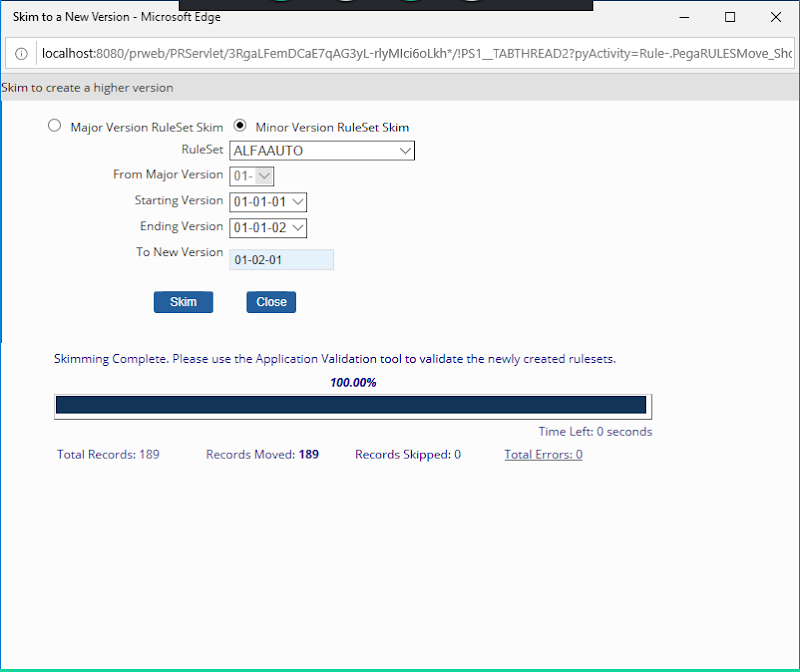 Skim to a New Version - Microsoft Edge
localhost:8080/prweb/PRServlet/3RgaLFemDCaE7qAG3yL-rlyMIci6oLkh*/!PS1__TABTHREAD2?pyActivity=Rule-.PegaRULESMove_Sho
Skim to create a higher version
Major Version RuleSet Skim Minor Version RuleSet Skim
RuleSet ALFAAUTO
From Major Version 01-
Starting Version 01-01-01
Ending Version 01-01-02
To New Version 01-02-01
Skim Close
Skimming Complete. Please use the Application Validation tool to validate the newly created rulesets.
100.00%
Time Left: 0 seconds
Total Records: 189 Records Moved: 189 Records Skipped: 0 Total Errors: 0